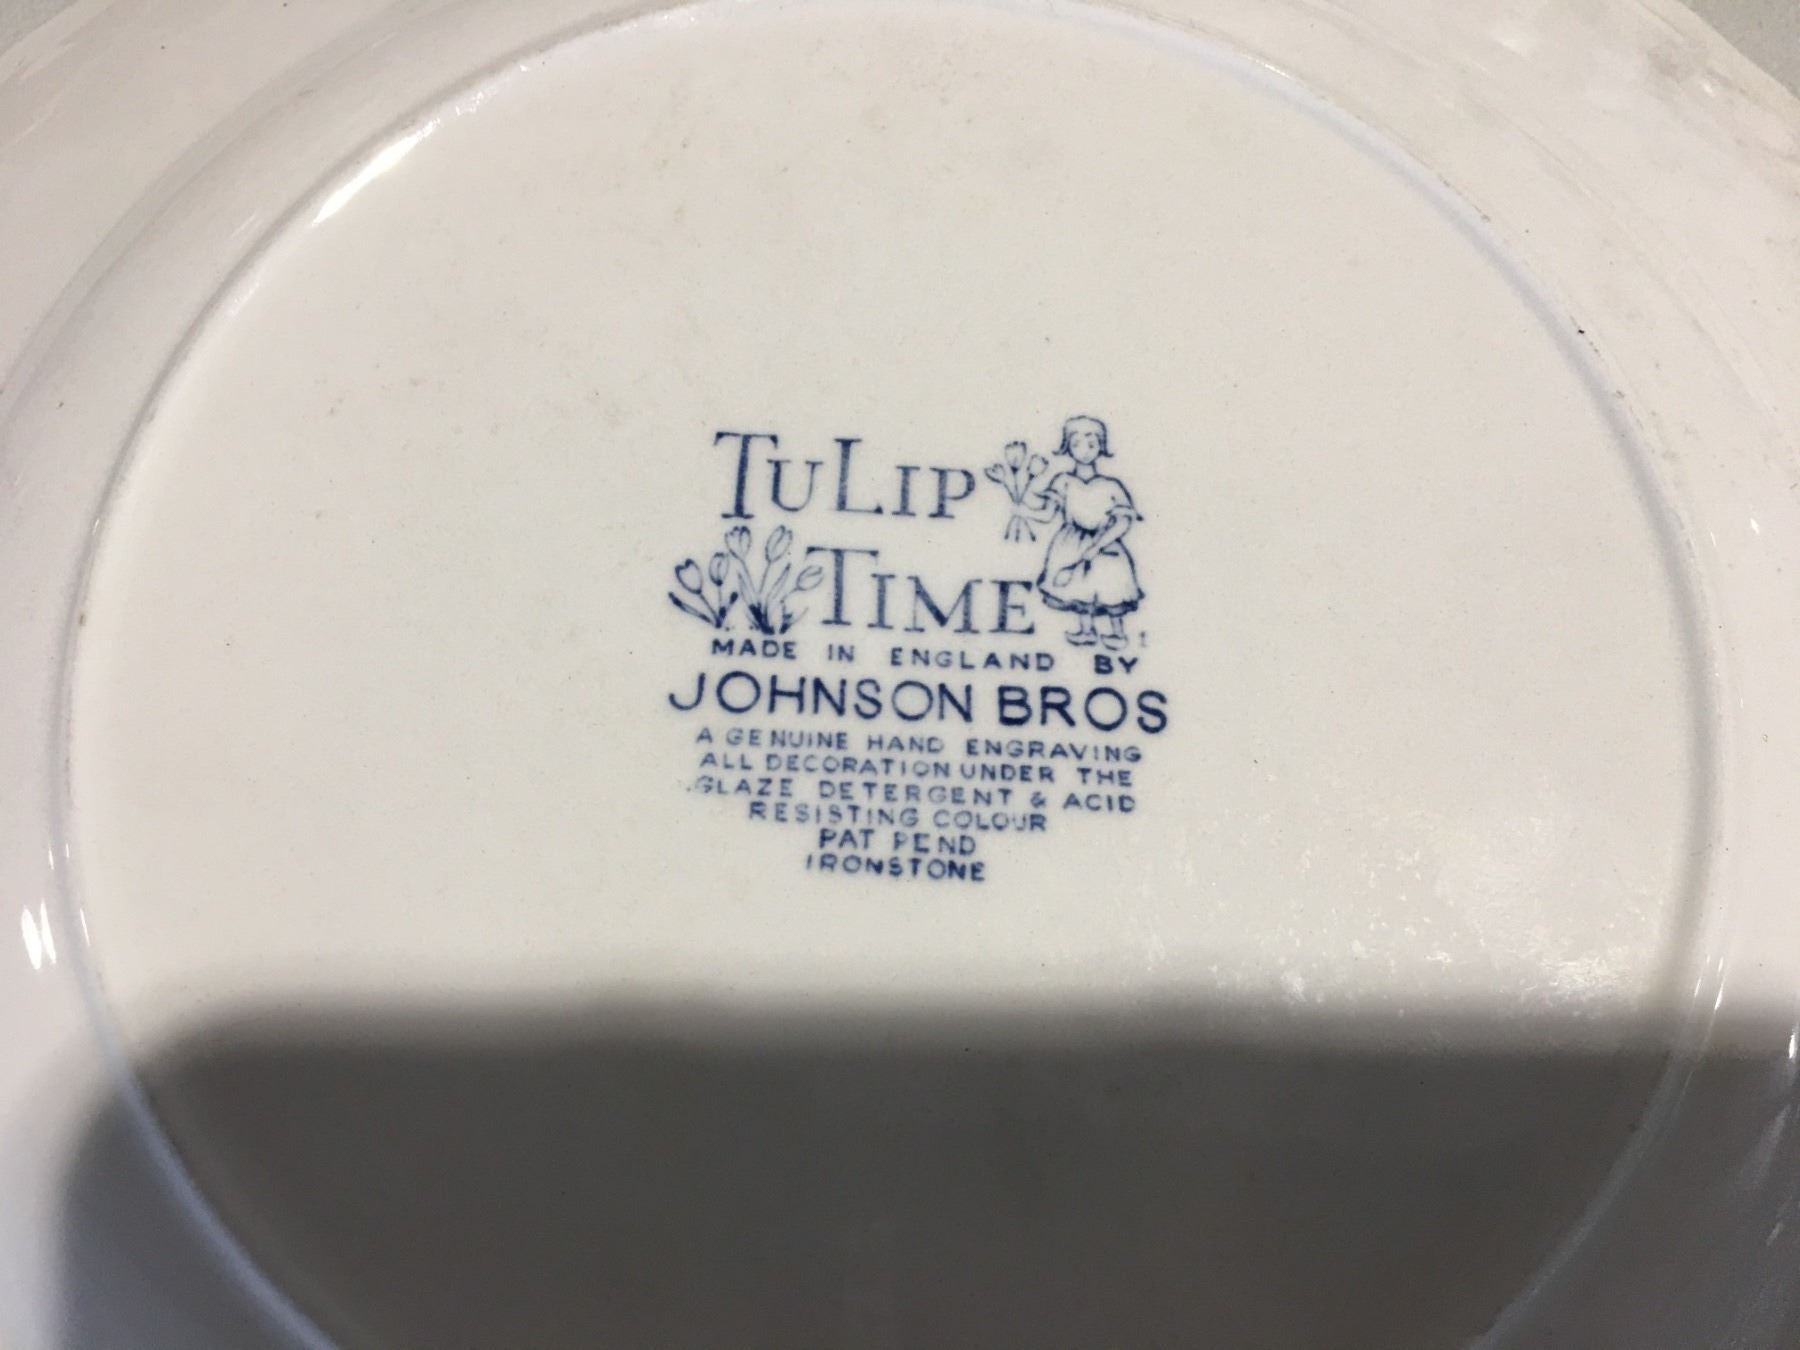 TULIP
TIME
MADE IN ENGLAND BY
JOHNSON BROS
A GENUINE HAND ENGRAVING
ALL DECORATION UNDER THE
GLAZE DETERGENT & ACID
RESISTING COLOUR
PAT PEND
IRONSTONE